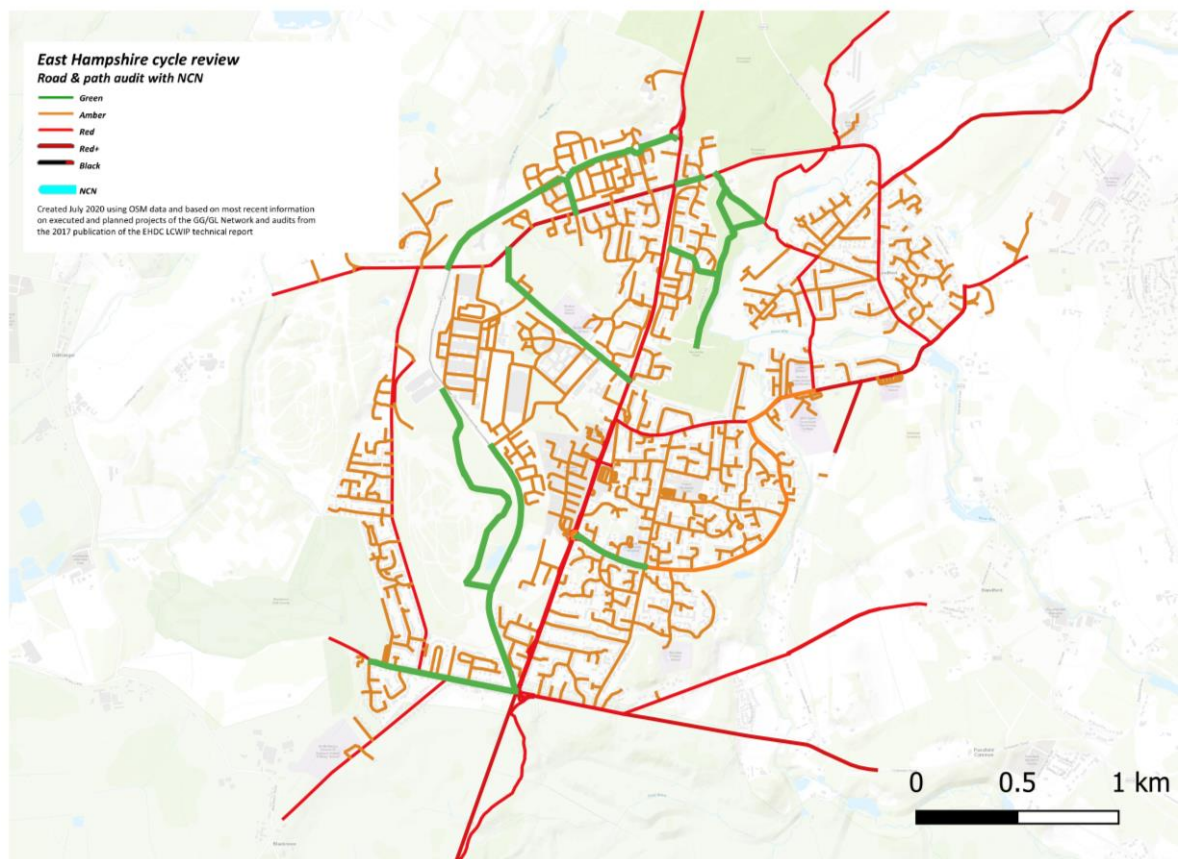 East Hampshire cycle review
Road & path audit with NCN
Green
Amber
Red
Red+
Black
NCN
Created July 2020 using OSM data and based on most recent information
on executed and planned projects of the GG/GL Network and audits from
the 2017 publication of the EHDC LCWIP technical report
0 0.5 1 km